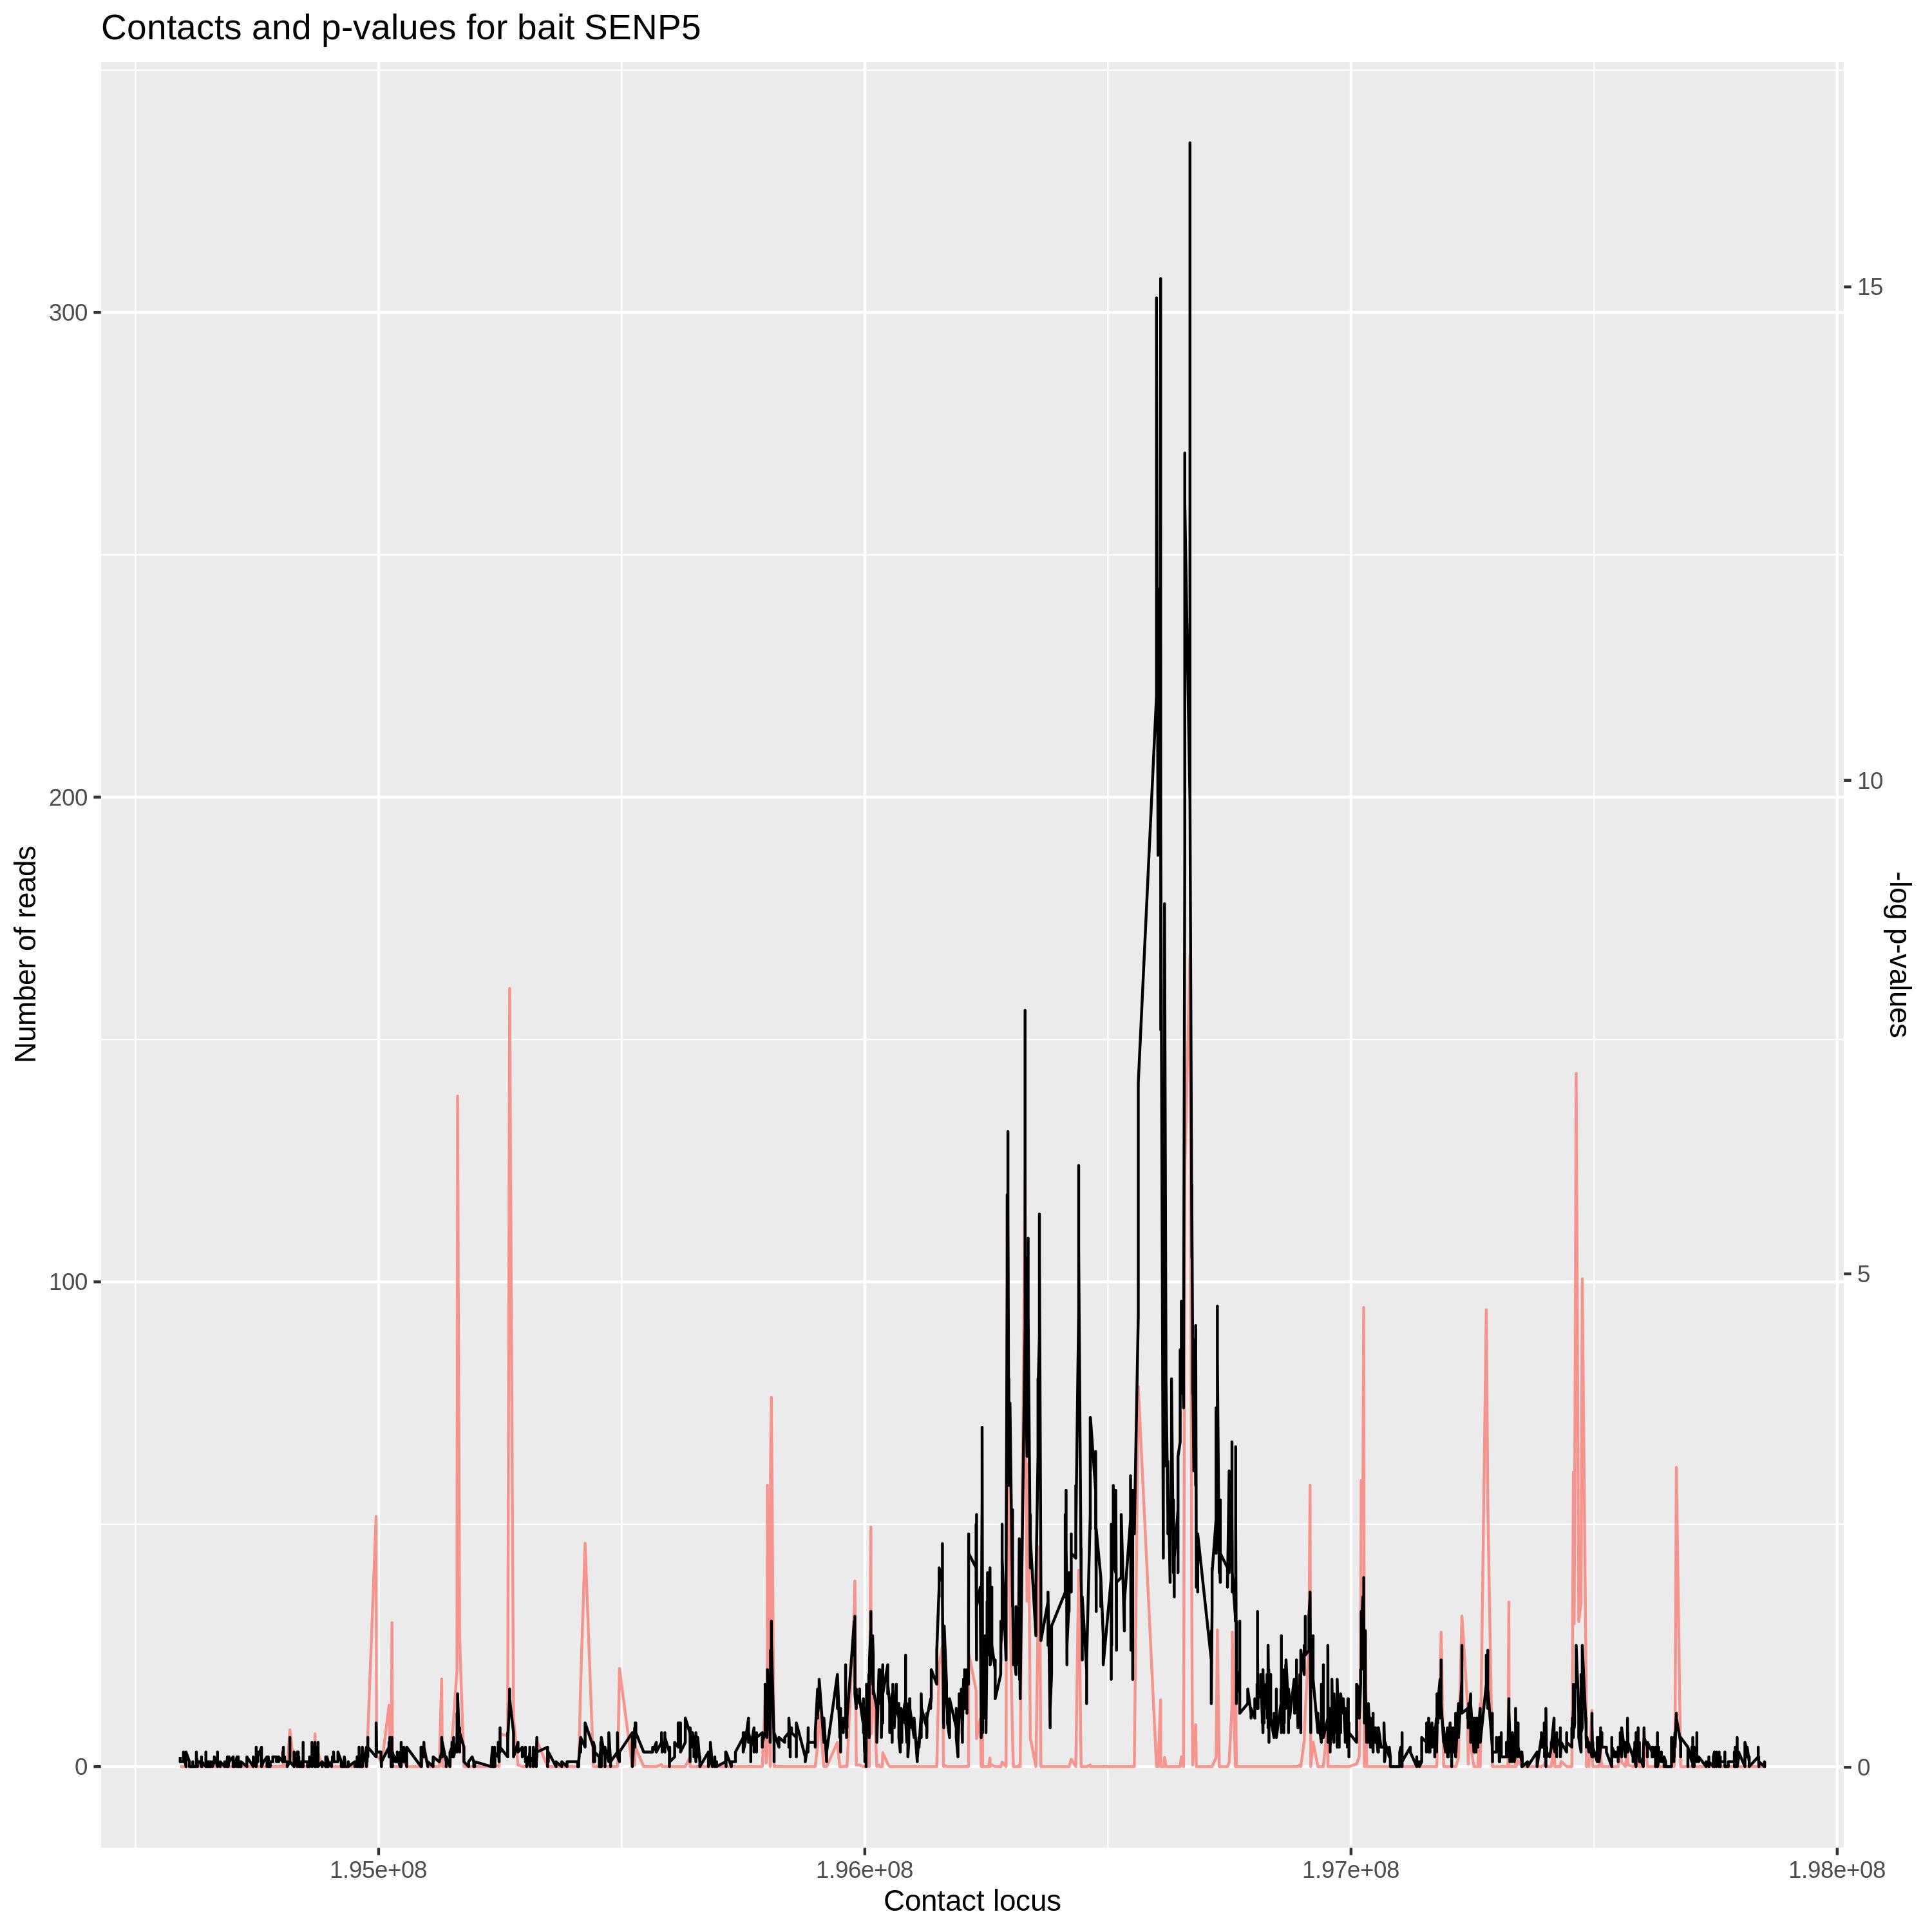 Contacts and p-values for bait SENP5
Number of reads
300
200
100
0
15
10
5
0
-log p-values
1.95e+08
1.96e+08
1.97e+08
1.98e+08
Contact locus